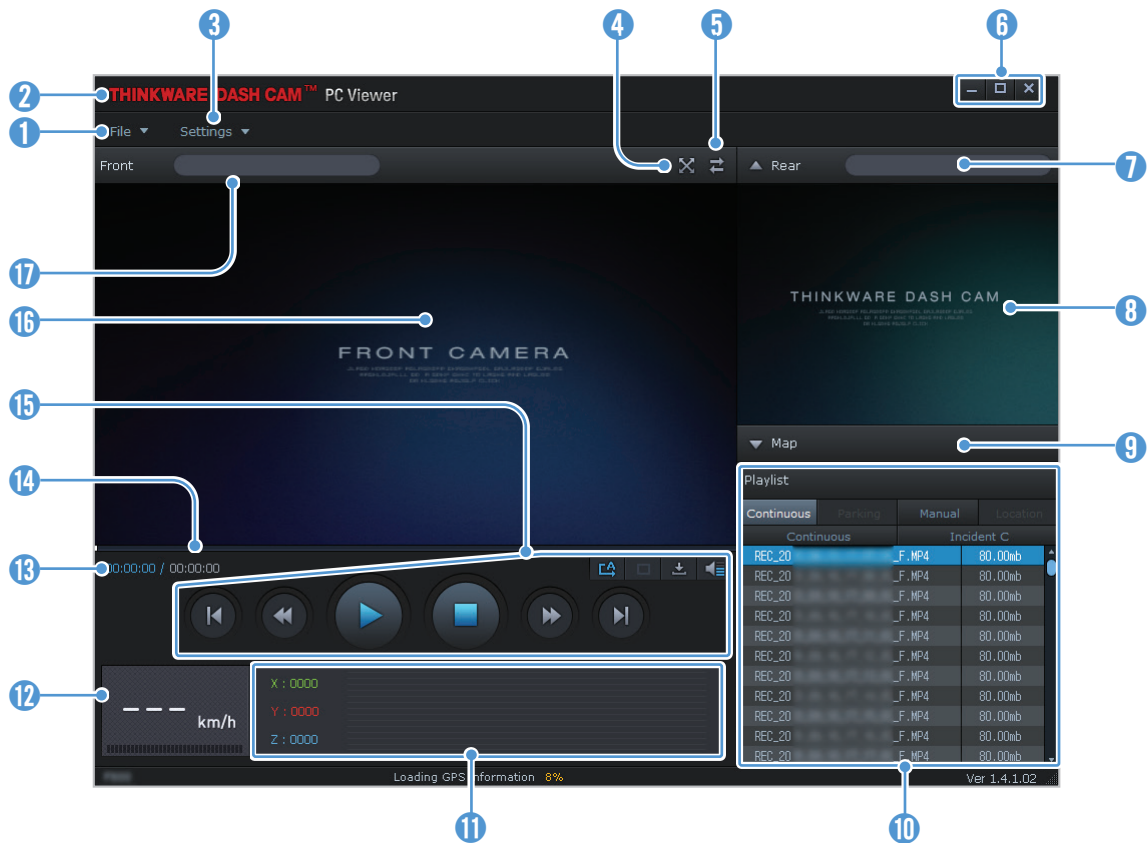 3
4
5
6
2
THINKWARE DASH CAM™ PC Viewer
1
File
Settings
Front
Rear
7
17
16
FRONT CAMERA
THINKWARE DASH CAM
8
15
Map
9
14
Playlist
Continuous Parking Manual Location
Continuous Incident C
13
00:00:00 / 00:00:00
REC_20 _F.MP4 80.00mb
REC_20 _F.MP4 80.00mb
REC_20 _F.MP4 80.00mb
REC_20 _F.MP4 80.00mb
REC_20 _F.MP4 80.00mb
REC_20 _F.MP4 80.00mb
REC_20 _F.MP4 80.00mb
REC_20 _F.MP4 80.00mb
REC_20 _F.MP4 80.00mb
REC_20 _F.MP4 80.00mb
REC_20 _F.MP4 80.00mb
12
km/h
X : 0000
Y : 0000
Z : 0000
Loading GPS information 8%
Ver 1.4.1.02
11
10